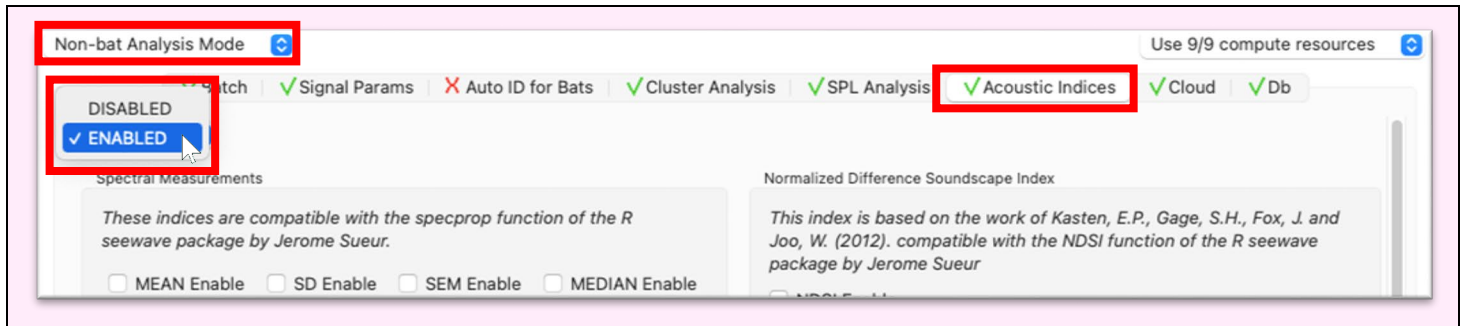 Non-bat Analysis Mode
Use 9/9 compute resources
Signal Params
Auto ID for Bats
Cluster Analysis
SPL Analysis
Acoustic Indices
Cloud
Db
DISABLED
✓ ENABLED
Spectral Measurements
Normalized Difference Soundscape Index
These indices are compatible with the specprop function of the R
seewave package by Jerome Sueur.
This index is based on the work of Kasten, E.P., Gage, S.H., Fox, J. and
Joo, W. (2012). compatible with the NDSI function of the R seewave
package by Jerome Sueur
MEAN Enable
SD Enable
SEM Enable
MEDIAN Enable